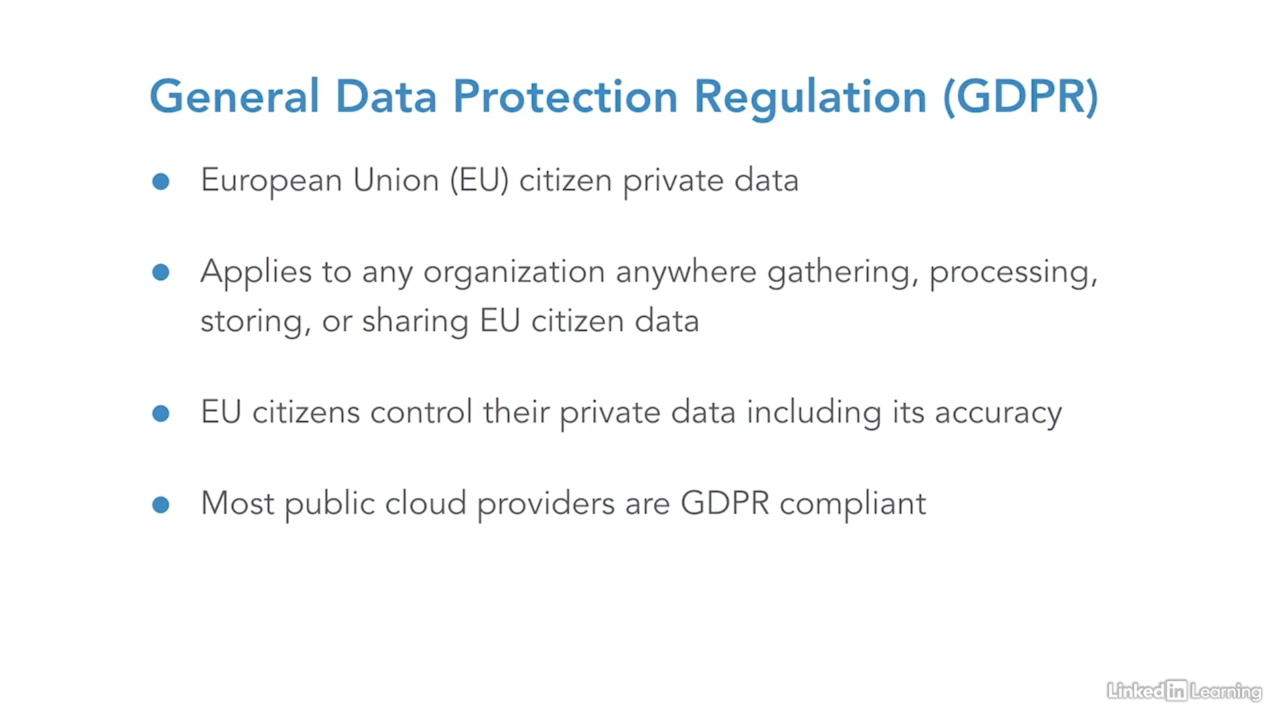 General Data Protection Regulation (GDPR)
● European Union (EU) citizen private data
● Applies to any organization anywhere gathering, processing,
storing, or sharing EU citizen data
● EU citizens control their private data including its accuracy
● Most public cloud providers are GDPR compliant
Linked in Learning